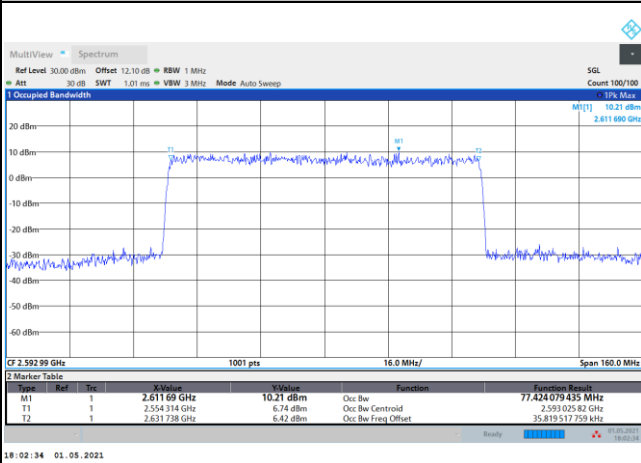 MultiView Spectrum
Ref Level 30.00 dBm Offset 12.10 dB RBW 1 MHz SGL
Att 30 dB SWT 1.01 ms VBW 3 MHz Mode Auto Sweep Count 100/100
1 Occupied Bandwidth 1Pk Max
M1[1] 10.21 dBm
2.611 690 GHz
20 dBm
M1
10 dBm
T1 T2
0 dBm
-10 dBm
-20 dBm
-30 dBm
-40 dBm
-50 dBm
-60 dBm
CF 2.592 99 GHz 1001 pts 16.0 MHz/ Span 160.0 MHz
2 Marker Table
Type Ref Trc X-Value Y-Value Function Function Result
M1 1 2.611 69 GHz 10.21 dBm Occ Bw 77.424 079 435 MHz
T1 1 2.554 314 GHz 6.74 dBm Occ Bw Centroid 2.593 025 82 GHz
T2 1 2.631 738 GHz 6.42 dBm Occ Bw Freq Offset 35.819 517 759 kHz
Ready 01.05.2021
18:02:34
18:02:34 01.05.2021